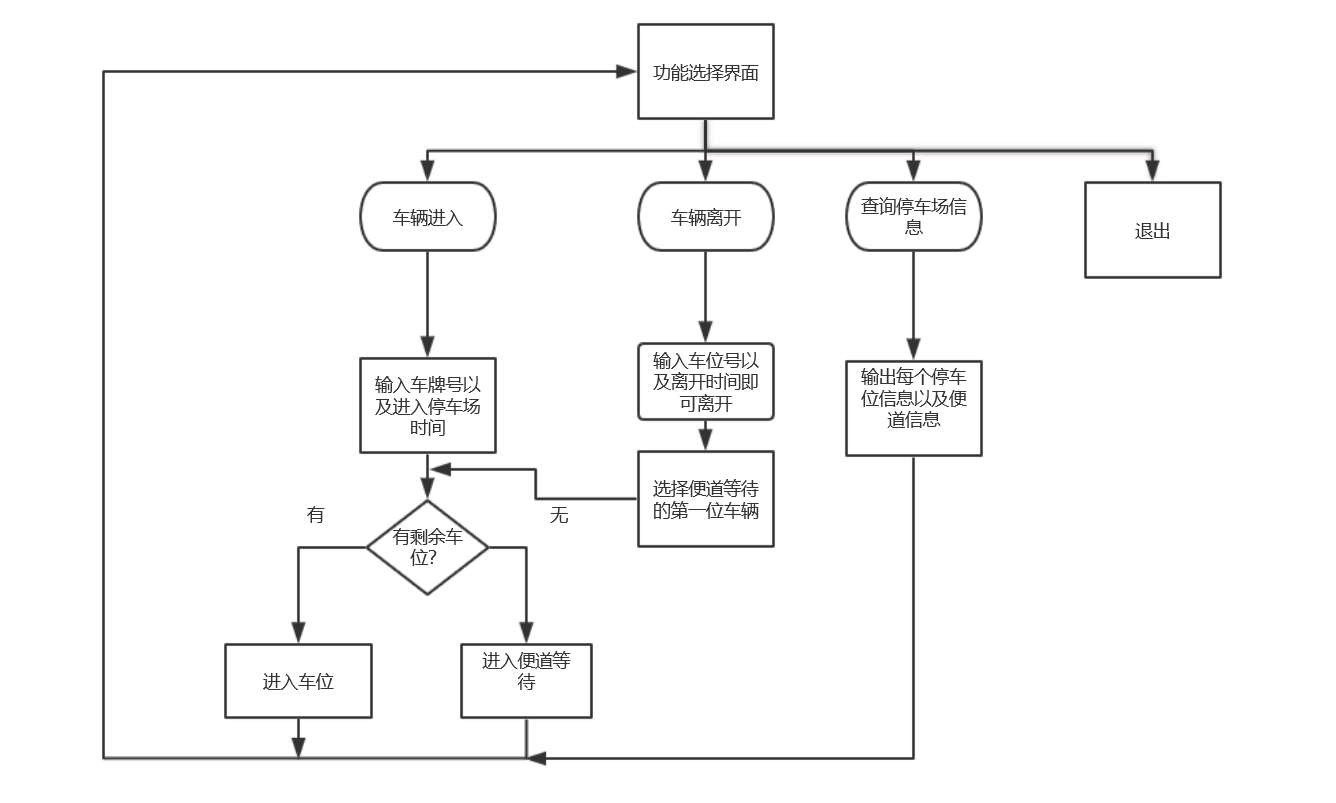 功能选择界面
车辆进入
车辆离开
查询停车场信
息
退出
输入车牌号以
及进入停车场
时间
输入车位号以
及离开时间即
可离开
输出每个停车
位信息以及便
道信息
选择便道等待
的第一位车辆
有
无
有剩余车
位?
进入车位
进入便道等
待